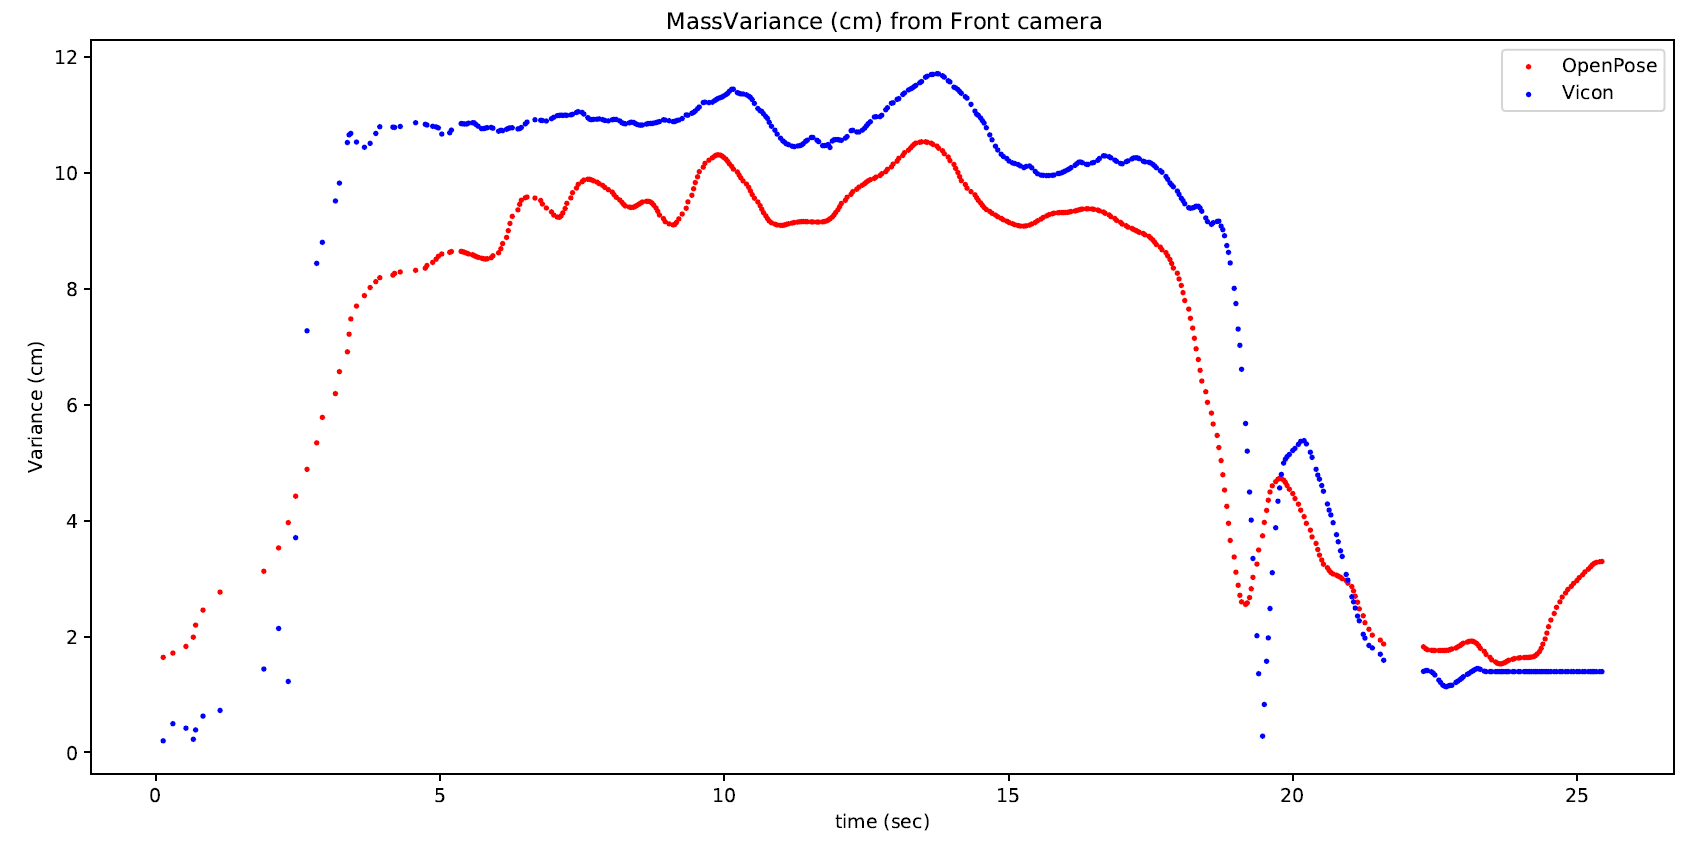 MassVariance (cm) from Front camera
OpenPose
Vicon
12
10
8
6
4
2
0
Variance (cm)
0 5 10 15 20 25
time (sec)